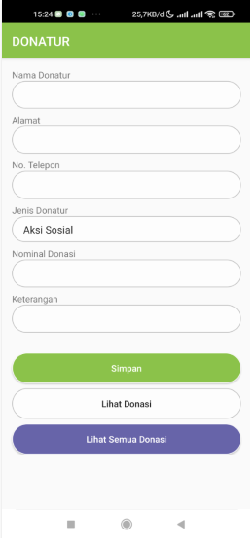 15:24 ... 25,7KB/d
DONATUR
Nama Donatur
Alamat
No. Telepon
Jenis Donatur
Aksi Sosial
Nominal Donasi
Keterangan
Simpan
Lihat Donasi
Lihat Semua Donasi